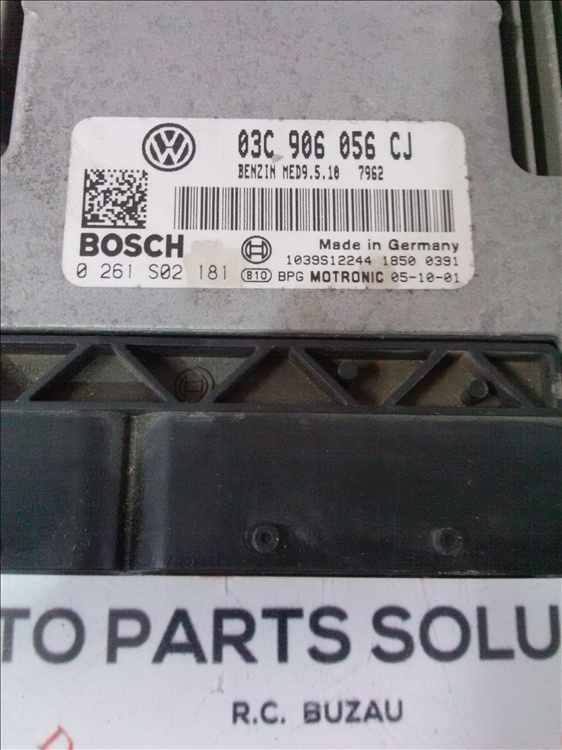 03C 906 056 CJ
BENZIN MED9.5.10 7962
BOSCH
Made in Germany
1039S12244 1850 0391
0 261 S02 181 B10 BPG MOTRONIC 05-10-01
TO PARTS SOLU
R.C. BUZAU